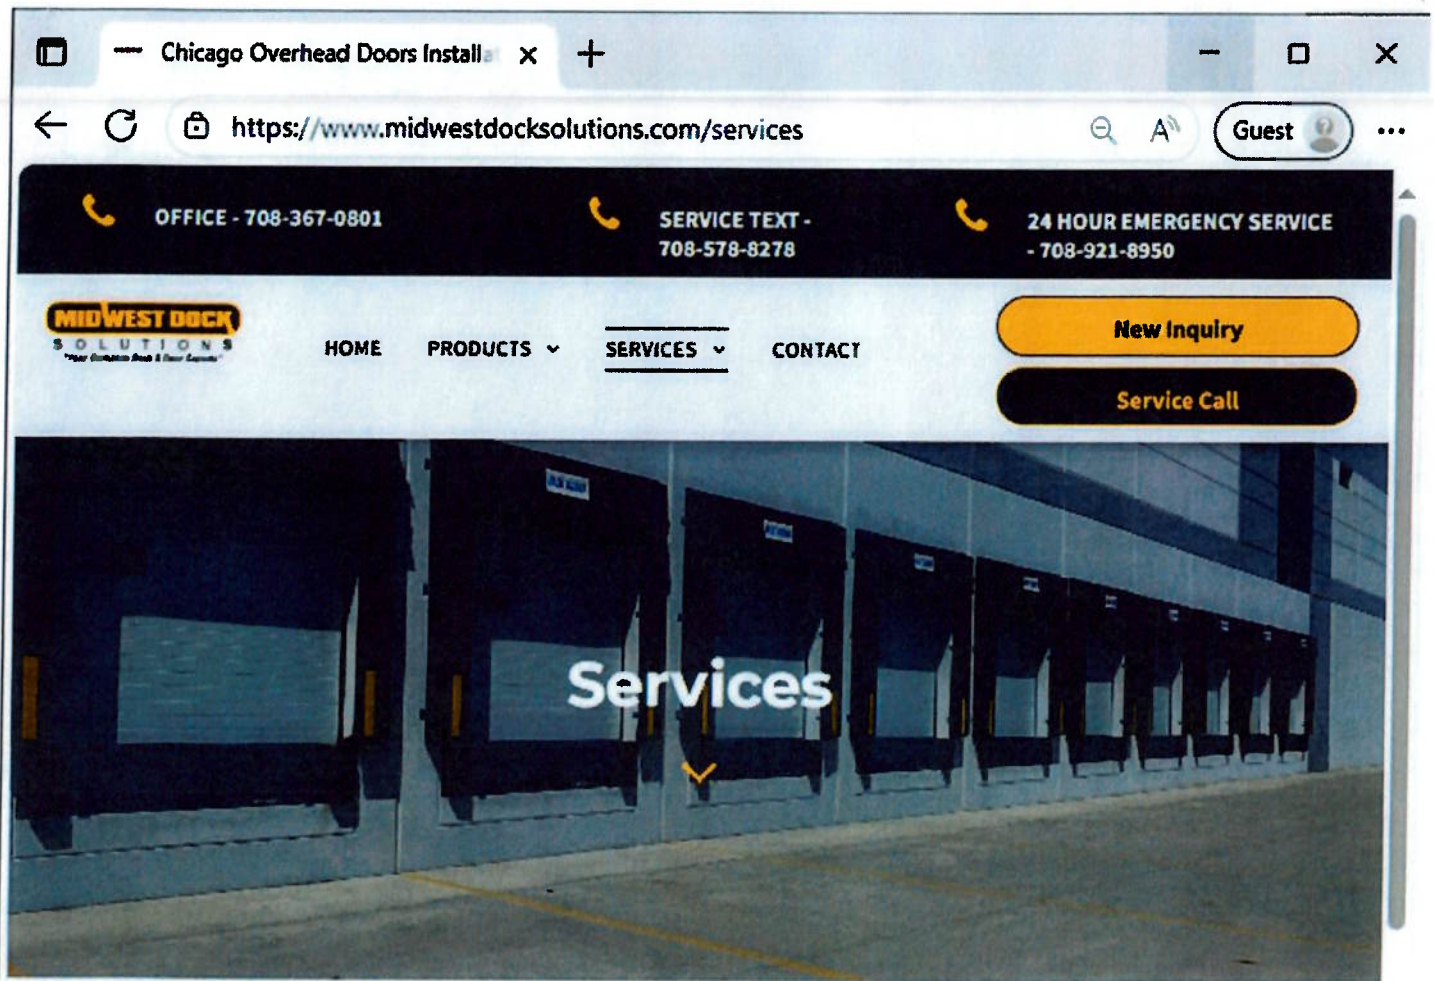 Chicago Overhead Doors Installat
https://www.midwestdocksolutions.com/services
Guest
OFFICE - 708-367-0801
SERVICE TEXT -
708-578-8278
24 HOUR EMERGENCY SERVICE
- 708-921-8950
MIDWEST DOCK
SOLUTIONS
HOME
PRODUCTS
SERVICES
CONTACT
New Inquiry
Service Call
Services